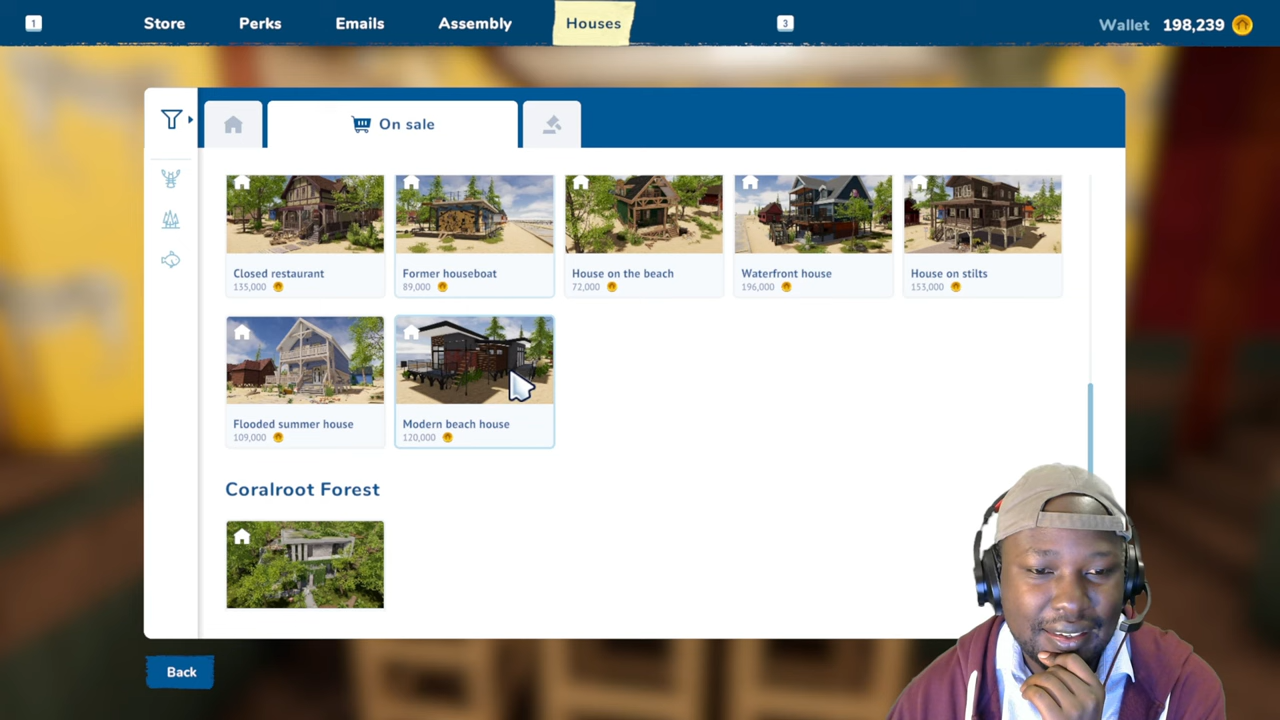 1
Store
Perks
Emails
Assembly
Houses
3
Wallet 198,239
On sale
Closed restaurant
135,000
Former houseboat
89,000
House on the beach
72,000
Waterfront house
196,000
House on stilts
153,000
Flooded summer house
109,000
Modern beach house
120,000
Coralroot Forest
Back